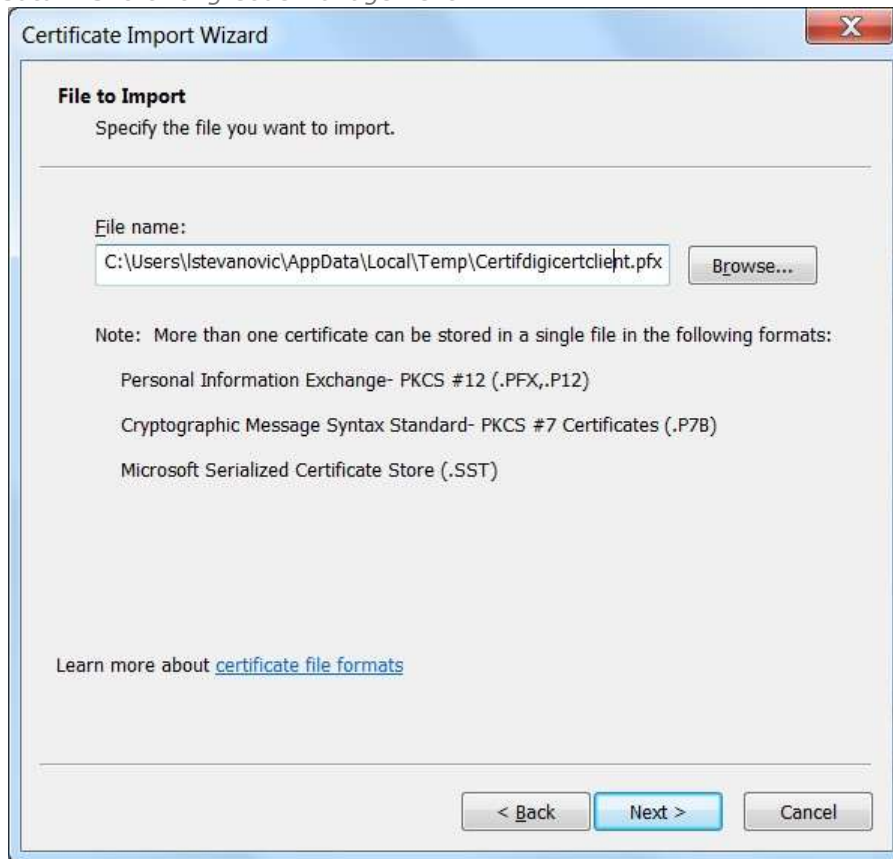 Certificate Import Wizard
File to Import
Specify the file you want to import.
File name:
C:\Users\lstevanovic\AppData\Local\Temp\Certifdigicertclient.pfx
Browse...
Note: More than one certificate can be stored in a single file in the following formats:
Personal Information Exchange- PKCS #12 (.PFX,.P12)
Cryptographic Message Syntax Standard- PKCS #7 Certificates (.P7B)
Microsoft Serialized Certificate Store (.SST)
Learn more about certificate file formats
< Back Next > Cancel